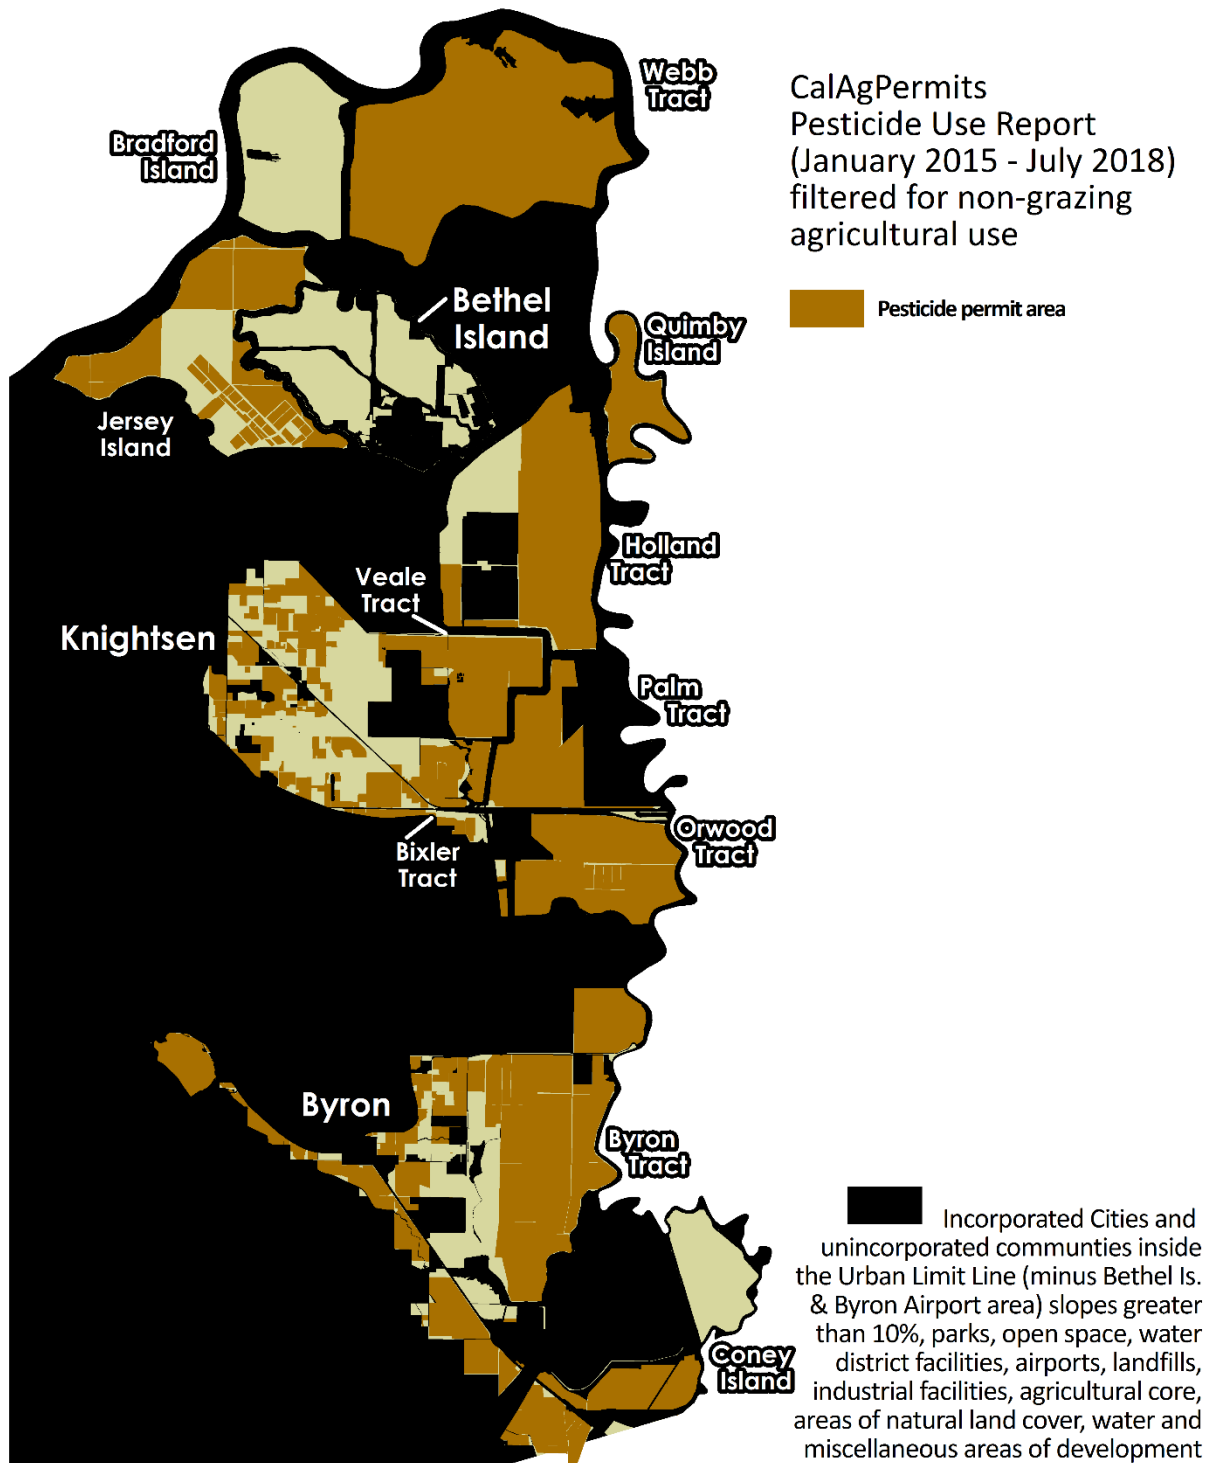 CalAgPermits
Pesticide Use Report
(January 2015 - July 2018)
filtered for non-grazing
agricultural use
Pesticide permit area
Webb
Tract
Bradford
Island
Bethel
Island
Quimby
Island
Jersey
Island
Holland
Tract
Veale
Tract
Knightsen
Palm
Tract
Orwood
Tract
Bixler
Tract
Byron
Byron
Tract
Coney
Island
Incorporated Cities and
unincorporated communties inside
the Urban Limit Line (minus Bethel Is.
& Byron Airport area) slopes greater
than 10%, parks, open space, water
district facilities, airports, landfills,
industrial facilities, agricultural core,
areas of natural land cover, water and
miscellaneous areas of development